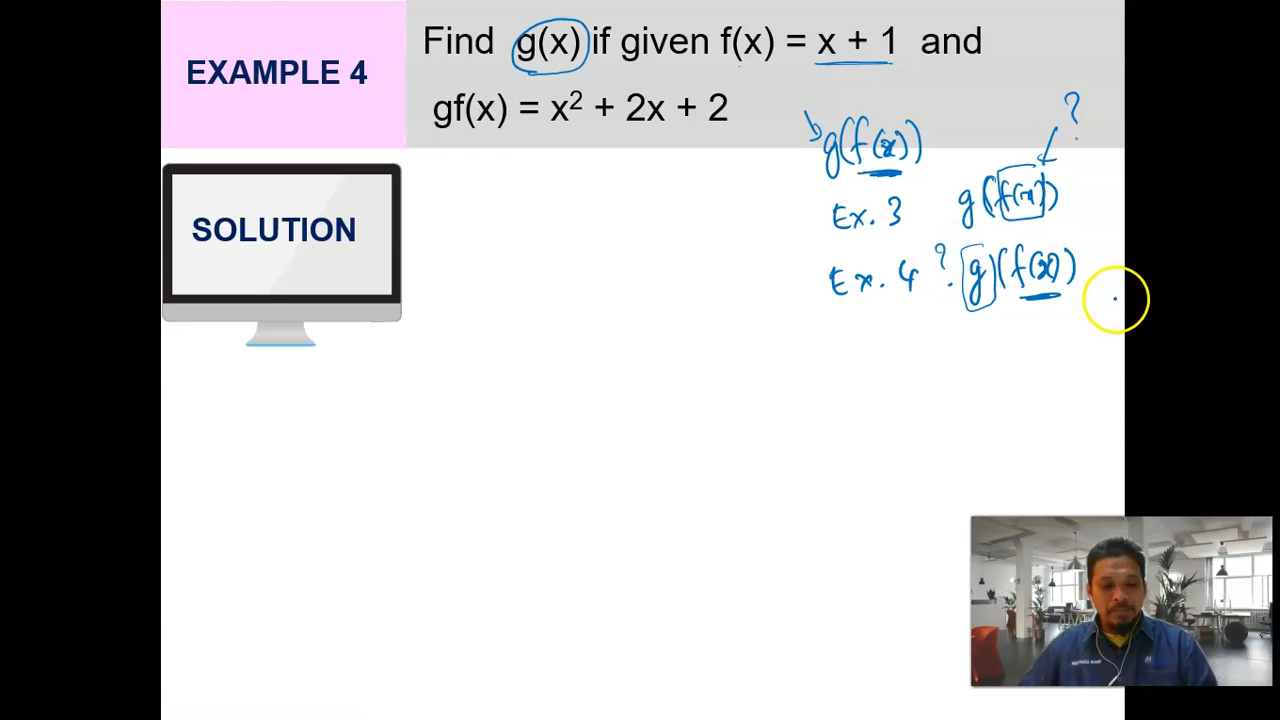 EXAMPLE 4
Find g(x) if given f(x) = x + 1 and
gf(x) = x² + 2x + 2
SOLUTION
?
g(f(x))
Ex. 3 g(f(x))
Ex. 4 ? g(f(x))